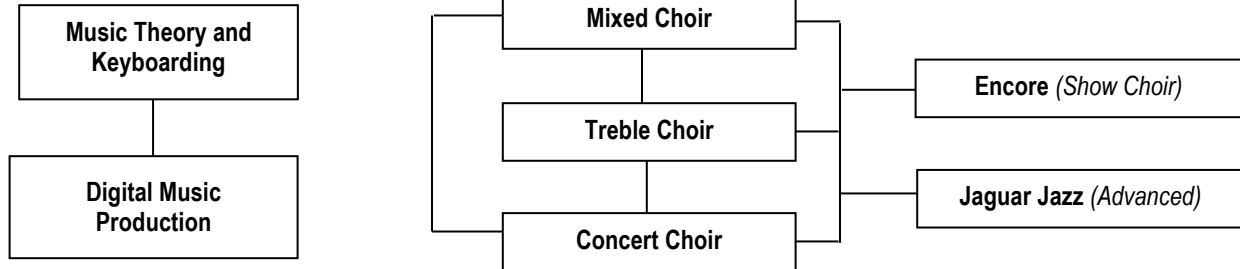 Music Theory and
Keyboarding
Digital Music
Production
Mixed Choir
Treble Choir
Concert Choir
Encore (Show Choir)
Jaguar Jazz (Advanced)